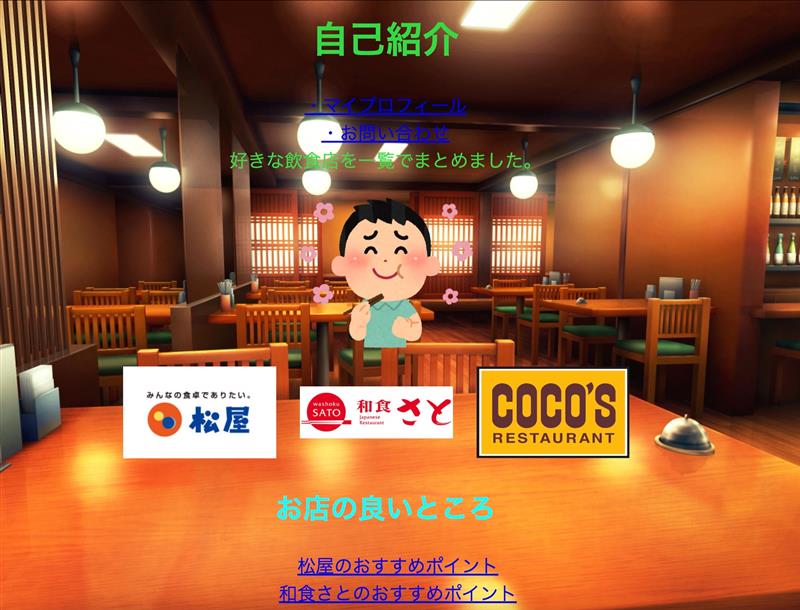 自己紹介
・マイプロフィール
・お問い合わせ
好きな飲食店を一覧でまとめました。
みんなの食卓でありたい。
松屋
washoku
SATO
和食
Japanese
Restaurant
さと
COCO'S
RESTAURANT
お店の良いところ
松屋のおすすめポイント
和食さとのおすすめポイント